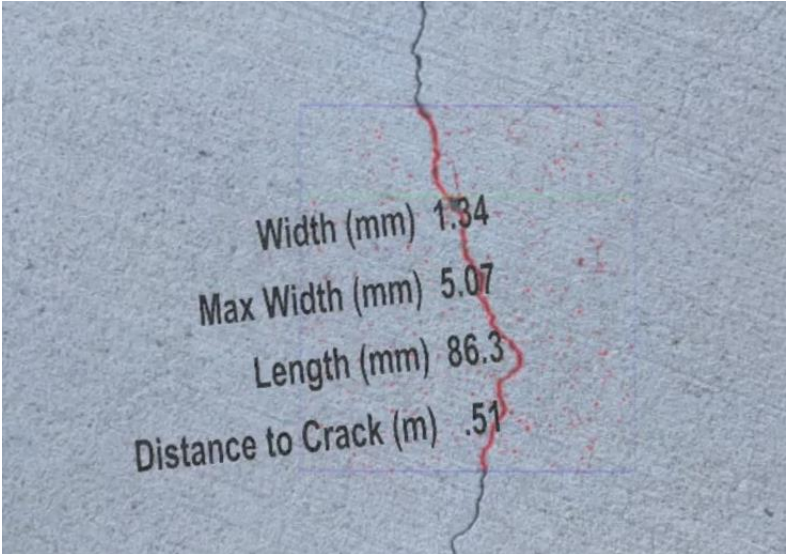 Width (mm) 1.34
Max Width (mm) 5.07
Length (mm) 86.3
Distance to Crack (m) .51